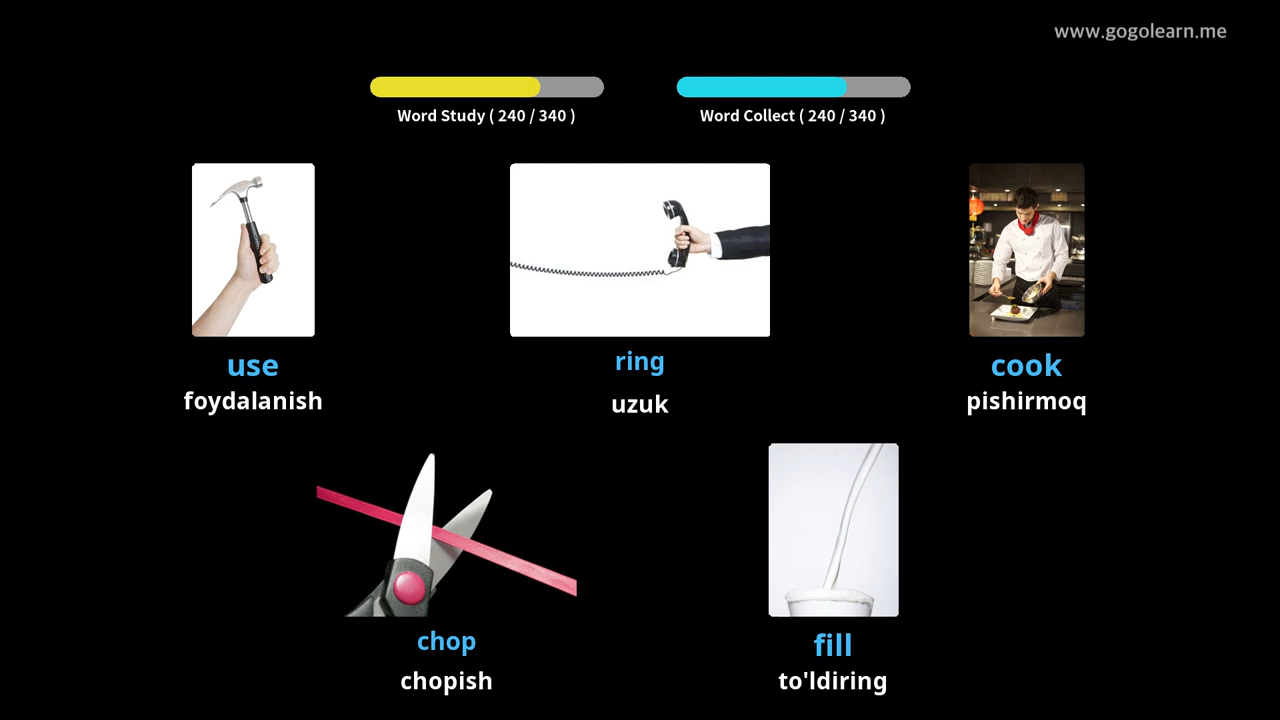 www.gogolearn.me
Word Study ( 240 / 340 )
Word Collect ( 240 / 340 )
use
foydalanish
ring
uzuk
cook
pishirmoq
chop
chopish
fill
to'ldiring